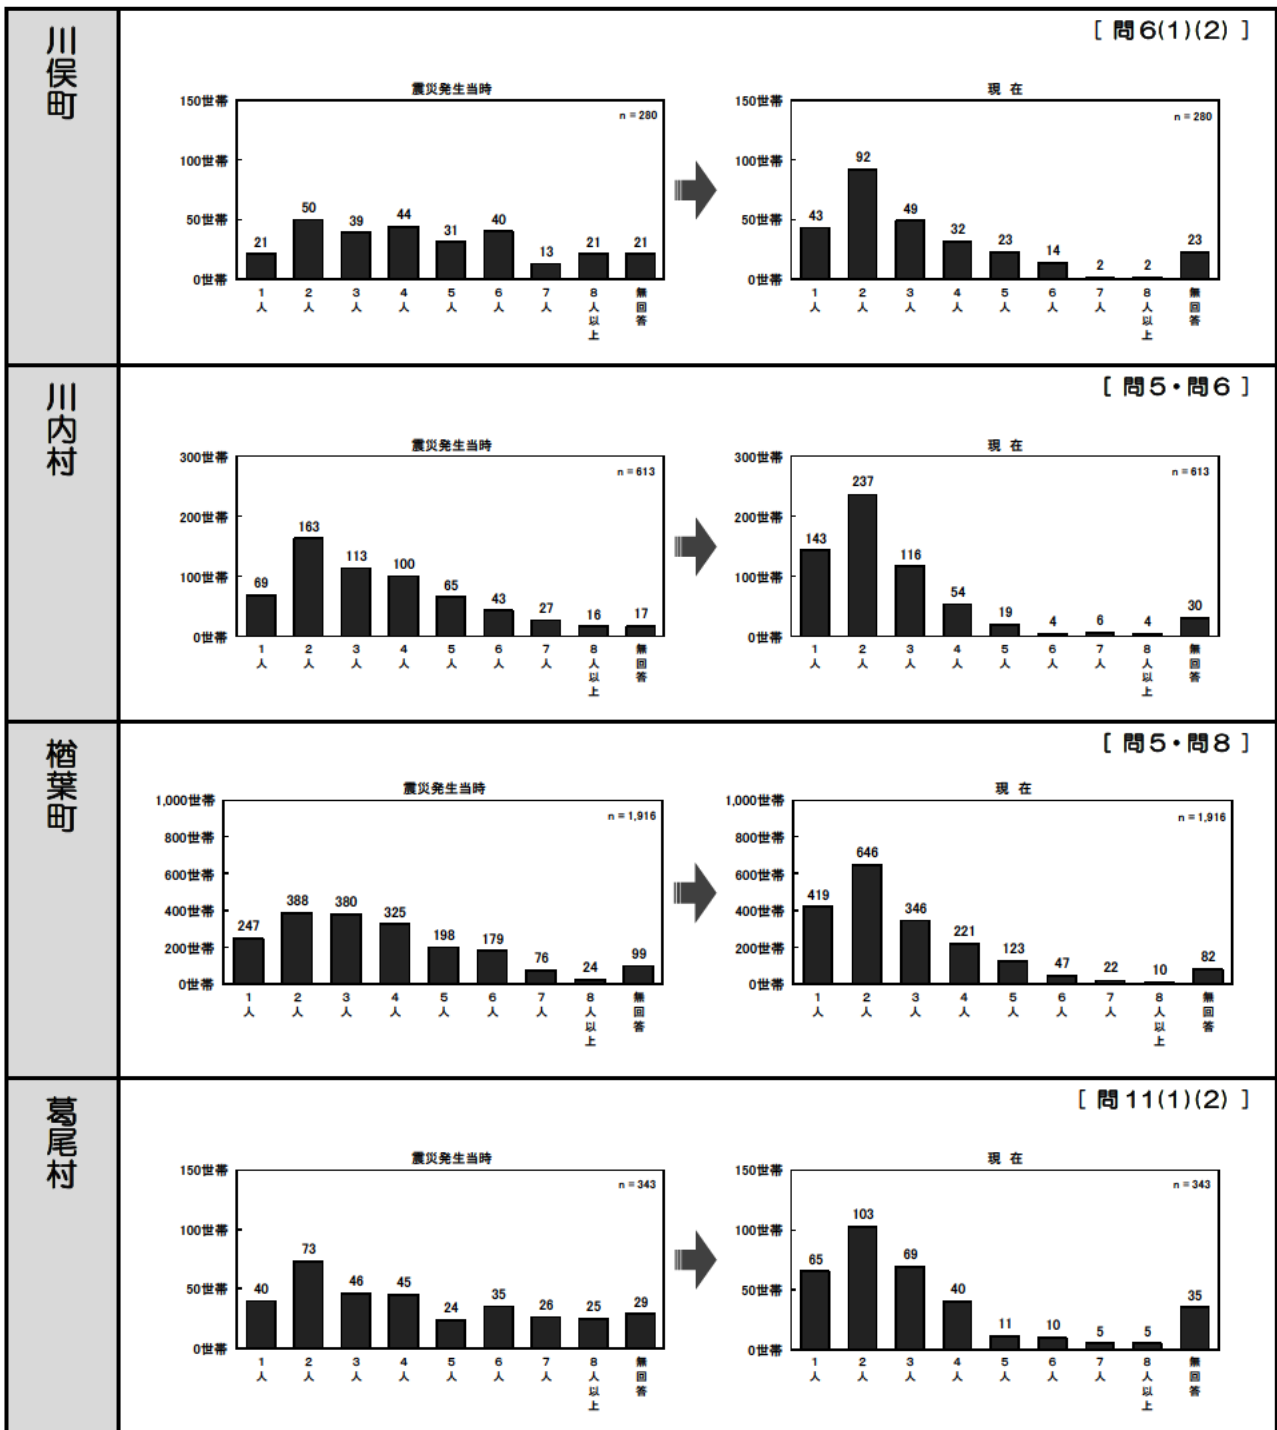 川俣町
[ 問6(1)(2) ]
震災発生当時
n = 280
150世帯
100世帯
50世帯
0世帯
21 50 39 44 31 40 13 21 21
1人 2人 3人 4人 5人 6人 7人 8人以上 無回答
現 在
n = 280
150世帯
100世帯
50世帯
0世帯
43 92 49 32 23 14 2 2 23
1人 2人 3人 4人 5人 6人 7人 8人以上 無回答
川内村
[ 問5・問6 ]
震災発生当時
n = 613
300世帯
200世帯
100世帯
0世帯
69 163 113 100 65 43 27 16 17
1人 2人 3人 4人 5人 6人 7人 8人以上 無回答
現 在
n = 613
300世帯
200世帯
100世帯
0世帯
143 237 116 54 19 4 6 4 30
1人 2人 3人 4人 5人 6人 7人 8人以上 無回答
楢葉町
[ 問5・問8 ]
震災発生当時
n = 1,916
1,000世帯
800世帯
600世帯
400世帯
200世帯
0世帯
247 388 380 325 198 179 76 24 99
1人 2人 3人 4人 5人 6人 7人 8人以上 無回答
現 在
n = 1,916
1,000世帯
800世帯
600世帯
400世帯
200世帯
0世帯
419 646 346 221 123 47 22 10 82
1人 2人 3人 4人 5人 6人 7人 8人以上 無回答
葛尾村
[ 問11(1)(2) ]
震災発生当時
n = 343
150世帯
100世帯
50世帯
0世帯
40 73 46 45 24 35 26 25 29
1人 2人 3人 4人 5人 6人 7人 8人以上 無回答
現 在
n = 343
150世帯
100世帯
50世帯
0世帯
65 103 69 40 11 10 5 5 35
1人 2人 3人 4人 5人 6人 7人 8人以上 無回答